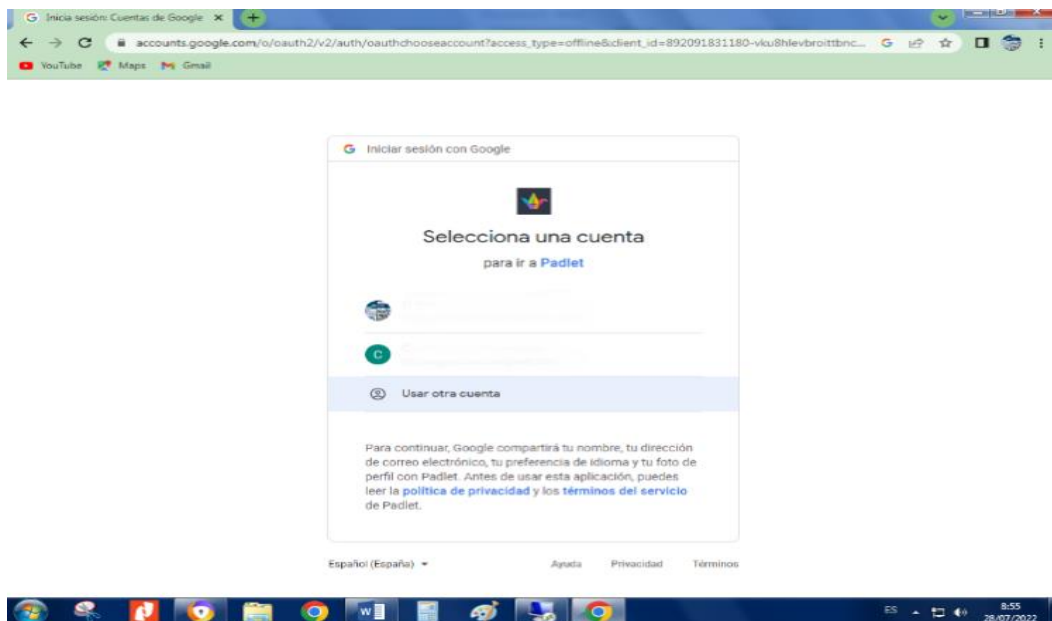 Inicia sesión: Cuentas de Google
accounts.google.com/o/oauth2/v2/auth/oauthchooseaccount?access_type=offline&client_id=892091831180-vku8hlevbroittbnc...
YouTube Maps Gmail
Iniciar sesión con Google
Selecciona una cuenta
para ir a Padlet
C
Usar otra cuenta
Para continuar, Google compartirá tu nombre, tu dirección
de correo electrónico, tu preferencia de idioma y tu foto de
perfil con Padlet. Antes de usar esta aplicación, puedes
leer la política de privacidad y los términos del servicio
de Padlet.
Español (España) Ayuda Privacidad Términos
ES 8:55
28/07/2022